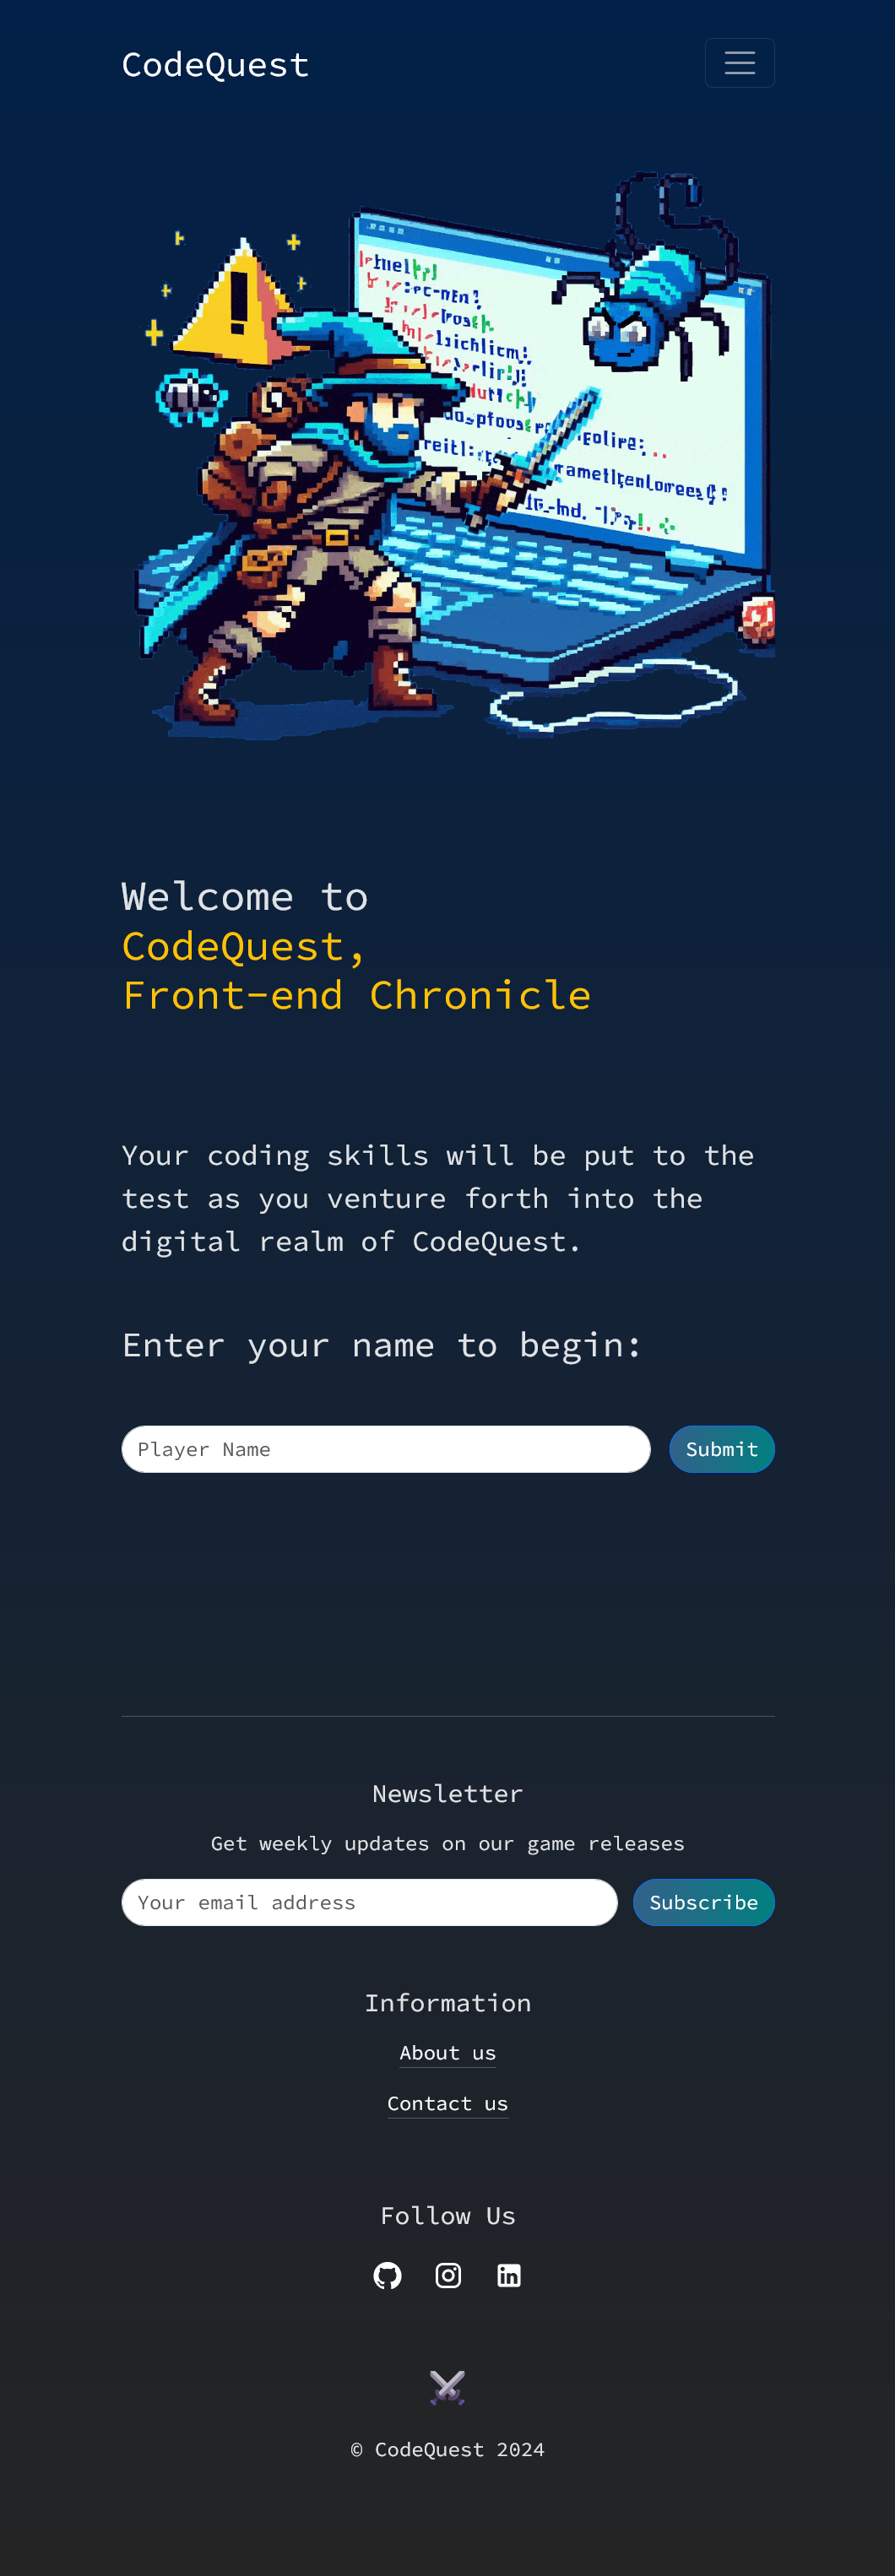 CodeQuest
Welcome to
CodeQuest,
Front-end Chronicle
Your coding skills will be put to the
test as you venture forth into the
digital realm of CodeQuest.
Enter your name to begin:
Player Name
Submit
Newsletter
Get weekly updates on our game releases
Your email address
Subscribe
Information
About us
Contact us
Follow Us
© CodeQuest 2024